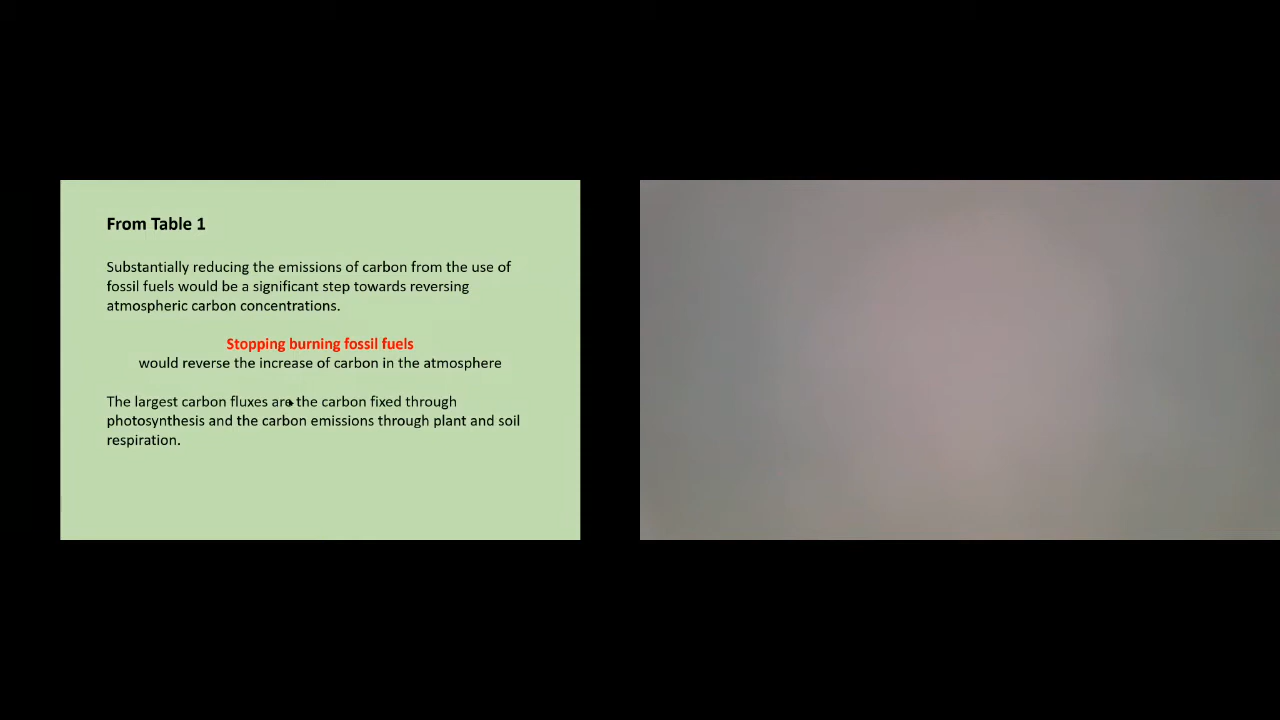 From Table 1
Substantially reducing the emissions of carbon from the use of
fossil fuels would be a significant step towards reversing
atmospheric carbon concentrations.
Stopping burning fossil fuels
would reverse the increase of carbon in the atmosphere
The largest carbon fluxes are the carbon fixed through
photosynthesis and the carbon emissions through plant and soil
respiration.